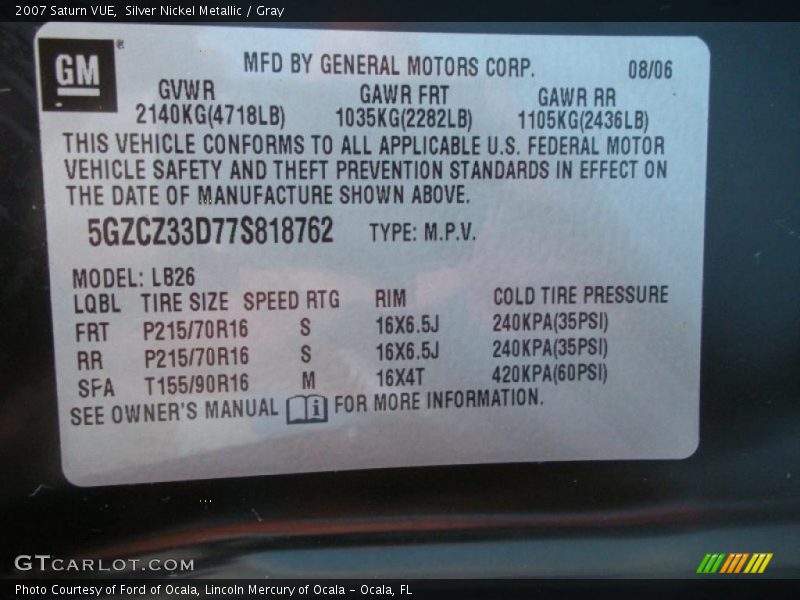 2007 Saturn VUE,  Silver Nickel Metallic / Gray
GM
®
MFD BY GENERAL MOTORS CORP. 08/06
GVWR GAWR FRT GAWR RR
2140KG(4718LB) 1035KG(2282LB) 1105KG(2436LB)
THIS VEHICLE CONFORMS TO ALL APPLICABLE U.S. FEDERAL MOTOR
VEHICLE SAFETY AND THEFT PREVENTION STANDARDS IN EFFECT ON
THE DATE OF MANUFACTURE SHOWN ABOVE.
5GZCZ33D77S818762 TYPE: M.P.V.
MODEL: LB26
LQBL TIRE SIZE SPEED RTG RIM COLD TIRE PRESSURE
FRT P215/70R16 S 16X6.5J 240KPA(35PSI)
RR P215/70R16 S 16X6.5J 240KPA(35PSI)
SFA T155/90R16 M 16X4T 420KPA(60PSI)
SEE OWNER'S MANUAL i FOR MORE INFORMATION.
GTCARLOT.COM
Photo Courtesy of Ford of Ocala, Lincoln Mercury of Ocala - Ocala, FL